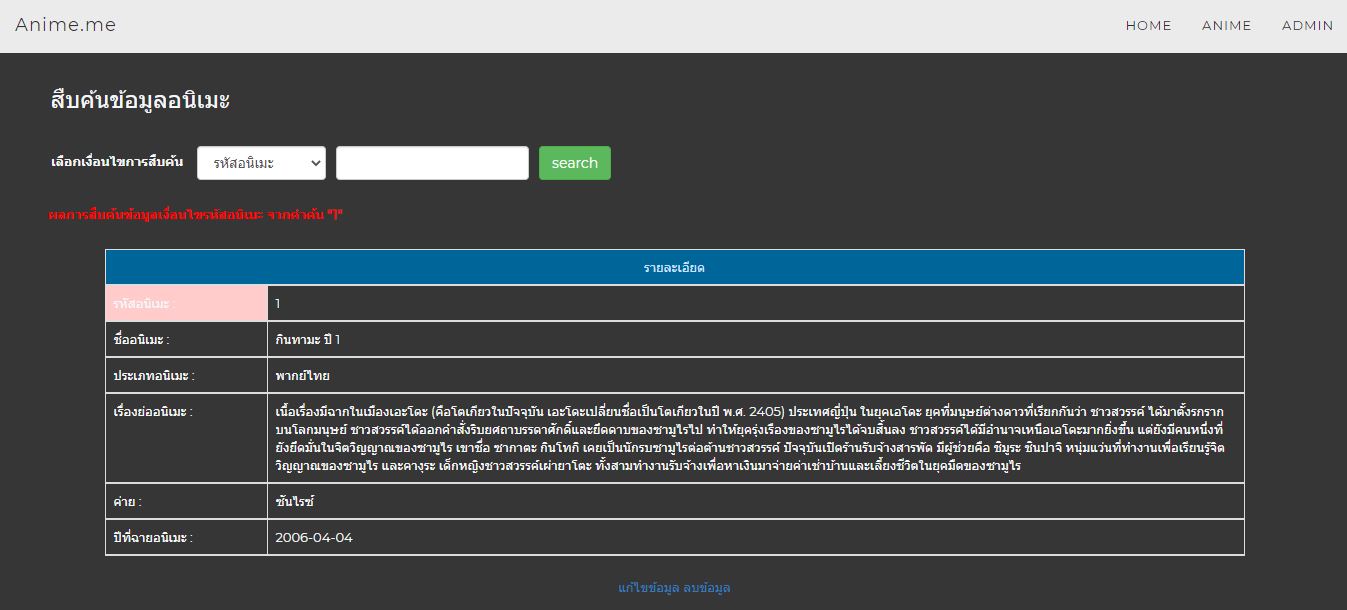 Anime.me
HOME ANIME ADMIN
สืบค้นข้อมูลอนิเมะ
เลือกเงื่อนไขการสืบค้น รหัสอนิเมะ search
ผลการสืบค้นข้อมูลเงื่อนไขรหัสอนิเมะ จากคำค้น "1"
รายละเอียด
รหัสอนิเมะ : 1
ชื่ออนิเมะ : กินทามะ ปี 1
ประเภทอนิเมะ : พากย์ไทย
เรื่องย่ออนิเมะ : เนื้อเรื่องมีฉากในเมืองเอะโดะ (คือโตเกียวในปัจจุบัน เอะโดะเปลี่ยนชื่อเป็นโตเกียวในปี พ.ศ. 2405) ประเทศญี่ปุ่น ในยุคเอโดะ ยุคที่มนุษย์ต่างดาวที่เรียกกันว่า ชาวสวรรค์ ได้มาตั้งรกราก
บนโลกมนุษย์ ชาวสวรรค์ได้ออกคำสั่งริบยศถาบรรดาศักดิ์และยึดดาบของซามูไรไป ทำให้ยุครุ่งเรืองของซามูไรได้จบสิ้นลง ชาวสวรรค์ได้มีอำนาจเหนือเอโดะมากยิ่งขึ้น แต่ยังมีคนหนึ่งที่
ยังยึดมั่นในจิตวิญญาณของซามูไร เขาชื่อ ซากาตะ กินโทกิ เคยเป็นนักรบซามูไรต่อต้านชาวสวรรค์ ปัจจุบันเปิดร้านรับจ้างสารพัด มีผู้ช่วยคือ ชิมูระ ชินปาจิ หนุ่มแว่นที่ทำงานเพื่อเรียนรู้จิต
วิญญาณของซามูไร และคางุระ เด็กหญิงชาวสวรรค์เผ่ายาโตะ ทั้งสามทำงานรับจ้างเพื่อหาเงินมาจ่ายค่าเช่าบ้านและเลี้ยงชีวิตในยุคมืดของซามูไร
ค่าย : ซันไรซ์
ปีที่ฉายอนิเมะ : 2006-04-04
แก้ไขข้อมูล ลบข้อมูล